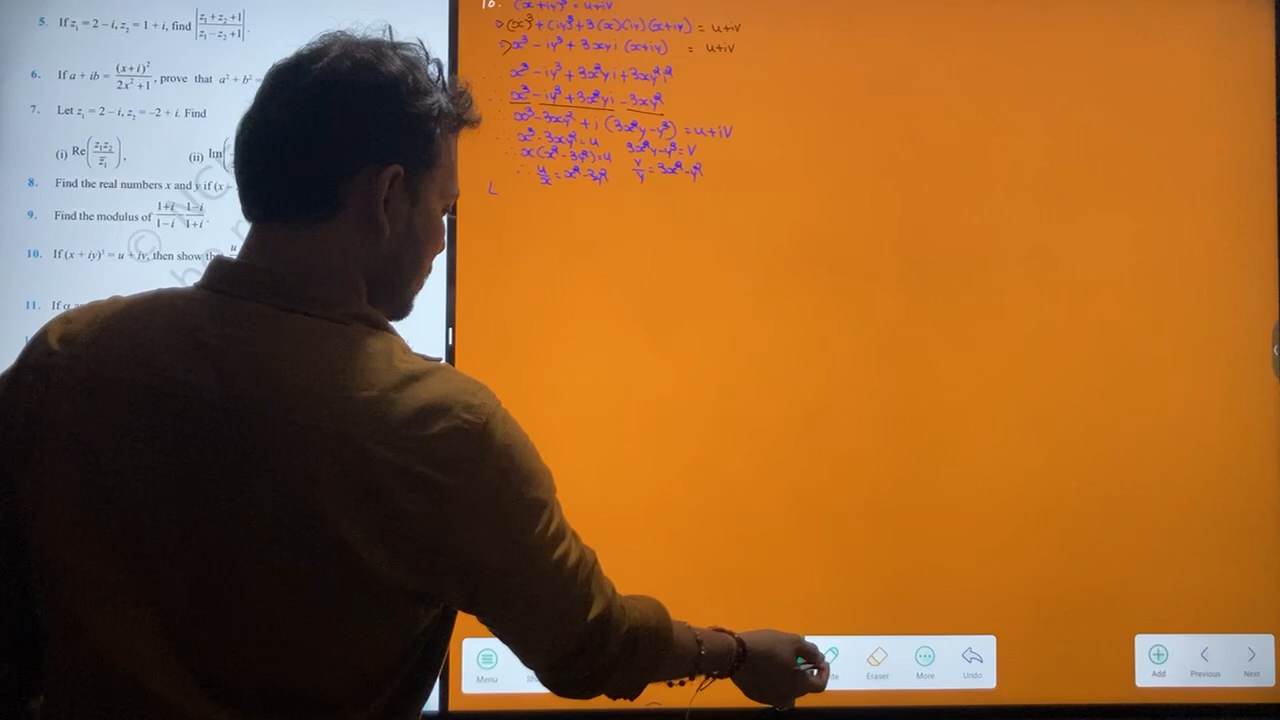 5. If z₁ = 2 – i, z₂ = 1 + i, find |(z₁ + z₂ + 1)/(z₁ – z₂ + 1)|.
6. If a + ib = (x + i)²/(2x² + 1), prove that a² + b² =
7. Let z₁ = 2 – i, z₂ = –2 + i. Find
(i) Re(z₁z₂/z̄₁), (ii) Im(
8. Find the real numbers x and y if (x –
9. Find the modulus of (1+i)/(1–i) – (1–i)/(1+i).
10. If (x + iy)³ = u + iv, then show th
11. If
10. (x+iy)³ = u+iv
⇒ (x)³ + (iy)³ + 3(x)(iy)(x+iy) = u+iv
⇒ x³ – iy³ + 3xyi (x+iy) = u+iv
∴ x³ – iy³ + 3x²yi + 3xy²i²
∴ x³ – iy³ + 3x²yi – 3xy²
∴ x³ – 3xy² + i (3x²y – y³) = u+iv
∴ x³ – 3xy² = u 3x²y – y³ = v
∴ x(x² – 3y²) = u
∴ u/x = x² – 3y² v/y = 3x² – y²
L
Menu Eraser More Undo Add Previous Next